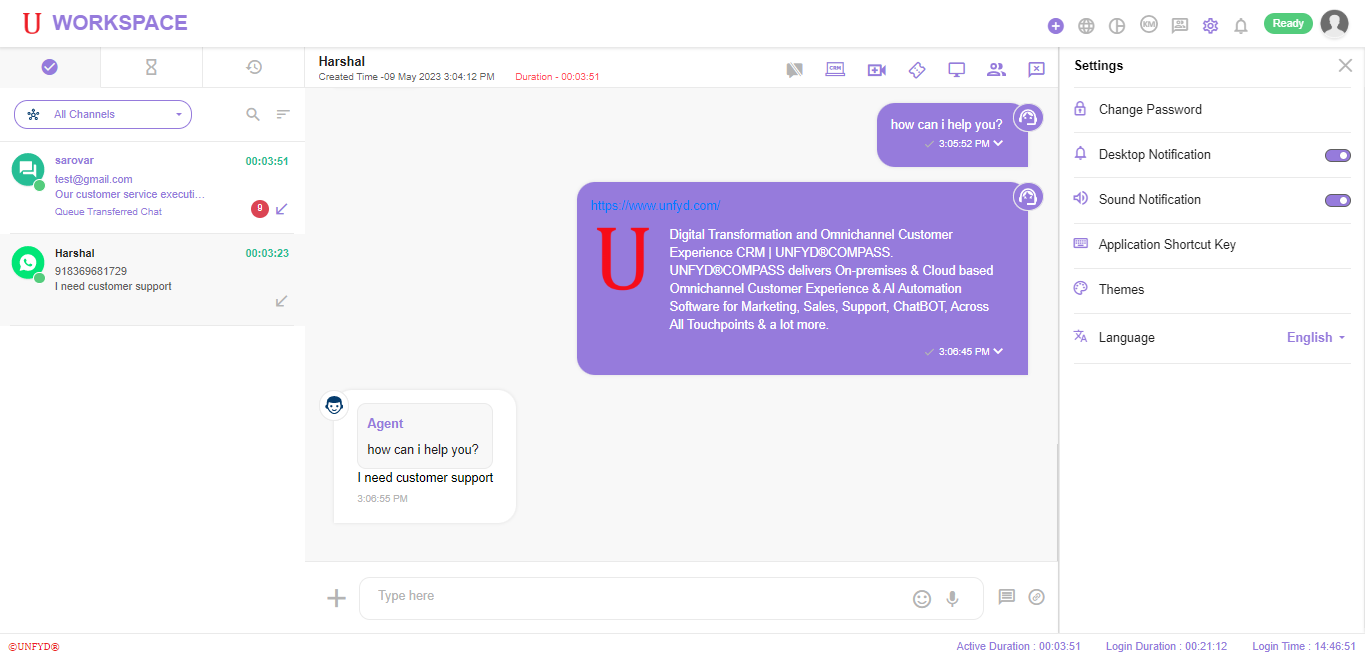 U WORKSPACE
KM
Ready
Harshal
Created Time -09 May 2023 3:04:12 PM Duration - 00:03:51
CRM
All Channels
sarovar 00:03:51
test@gmail.com
Our customer service executi...
Queue Transferred Chat
9
Harshal 00:03:23
918369681729
I need customer support
how can i help you?
3:05:52 PM
https://www.unfyd.com/
U
Digital Transformation and Omnichannel Customer
Experience CRM | UNFYD®COMPASS.
UNFYD®COMPASS delivers On-premises & Cloud based
Omnichannel Customer Experience & AI Automation
Software for Marketing, Sales, Support, ChatBOT, Across
All Touchpoints & a lot more.
3:06:45 PM
Agent
how can i help you?
I need customer support
3:06:55 PM
Type here
Settings
Change Password
Desktop Notification
Sound Notification
Application Shortcut Key
Themes
Language English
©UNFYD®
Active Duration : 00:03:51 Login Duration : 00:21:12 Login Time : 14:46:51